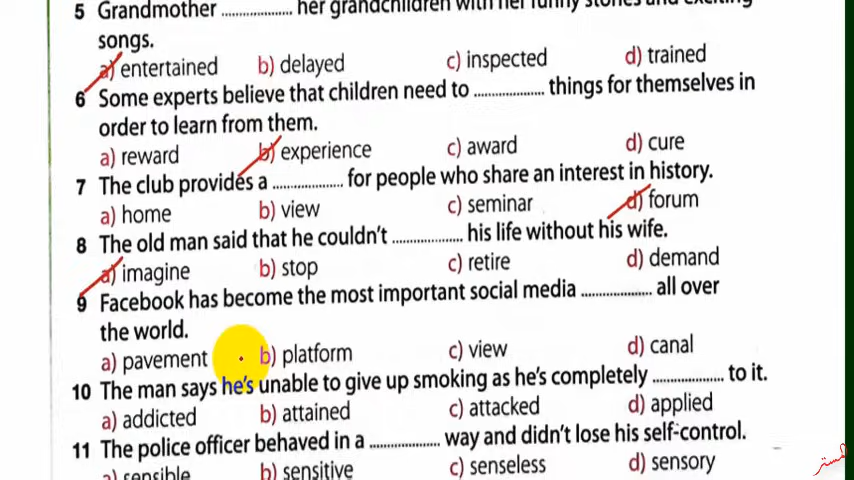 5 Grandmother .................. her grandchildren with her funny stories and exciting
songs.
a) entertained b) delayed c) inspected d) trained
6 Some experts believe that children need to .................. things for themselves in
order to learn from them.
a) reward b) experience c) award d) cure
7 The club provides a .................. for people who share an interest in history.
a) home b) view c) seminar d) forum
8 The old man said that he couldn't .................. his life without his wife.
a) imagine b) stop c) retire d) demand
9 Facebook has become the most important social media .................. all over
the world.
a) pavement b) platform c) view d) canal
10 The man says he's unable to give up smoking as he's completely .................. to it.
a) addicted b) attained c) attacked d) applied
11 The police officer behaved in a .................. way and didn't lose his self-control.
a) sensible b) sensitive c) senseless d) sensory
المستر